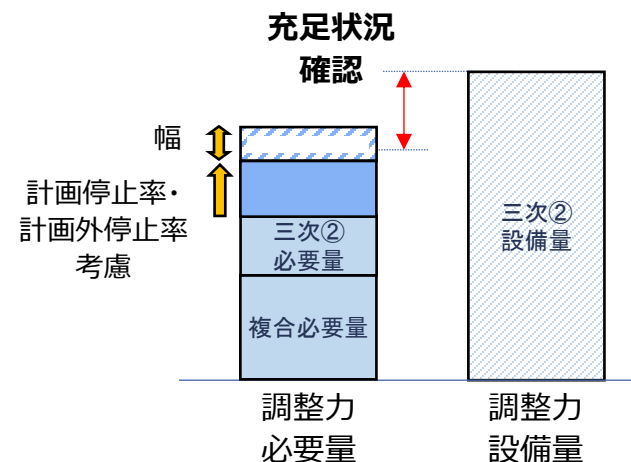 充足状況
確認
幅
計画停止率・
計画外停止率
考慮
三次②
必要量
複合必要量
三次②
設備量
調整力
必要量
調整力
設備量